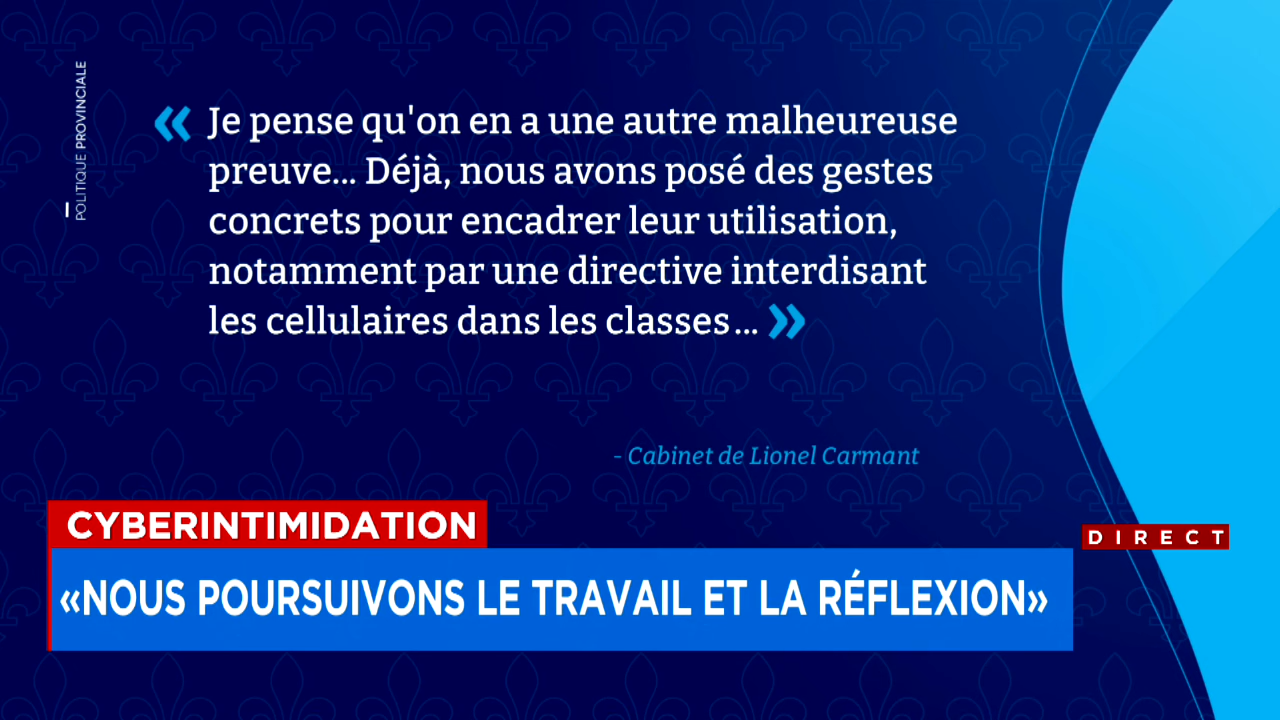 POLITIQUE PROVINCIALE
« Je pense qu'on en a une autre malheureuse
preuve... Déjà, nous avons posé des gestes
concrets pour encadrer leur utilisation,
notamment par une directive interdisant
les cellulaires dans les classes... »
- Cabinet de Lionel Carmant
CYBERINTIMIDATION
DIRECT
«NOUS POURSUIVONS LE TRAVAIL ET LA RÉFLEXION»